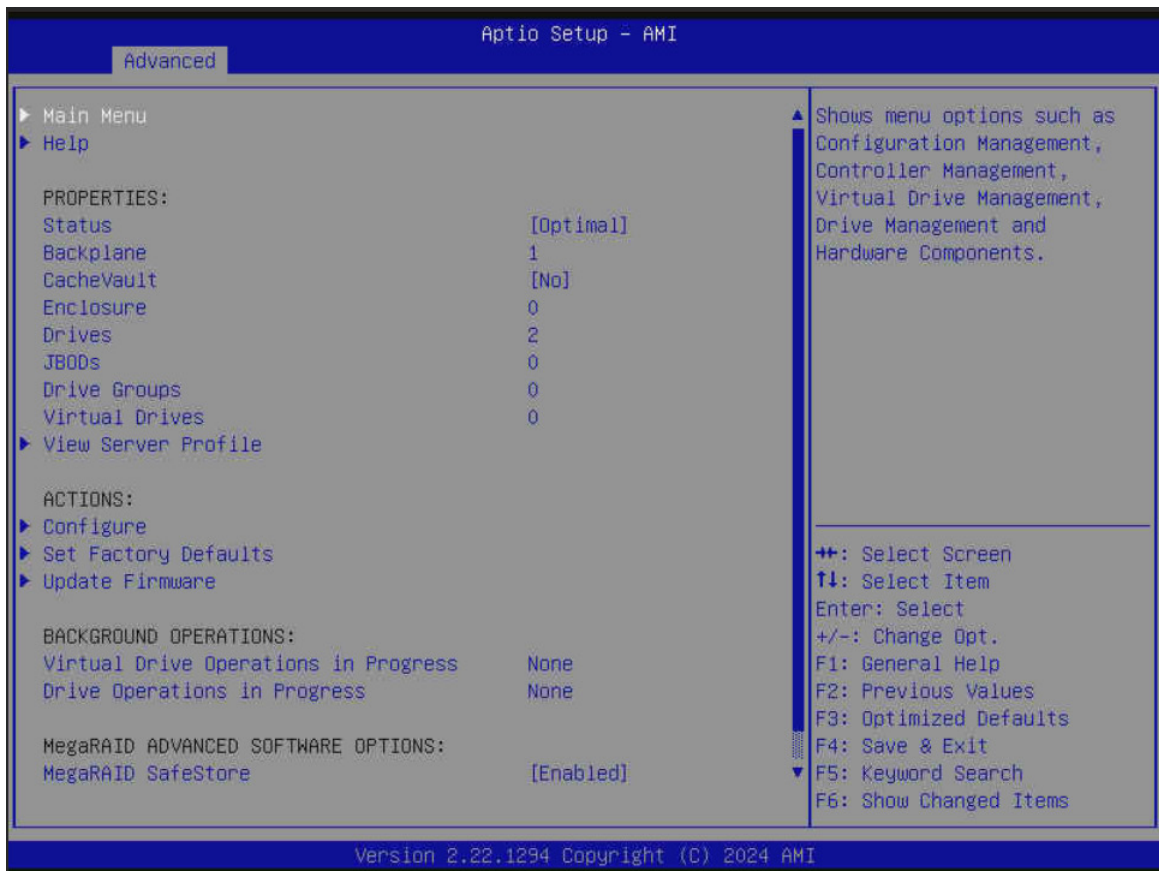 Aptio Setup - AMI
Advanced
Main Menu
Help
PROPERTIES:
Status [Optimal]
Backplane 1
CacheVault [No]
Enclosure 0
Drives 2
JBODs 0
Drive Groups 0
Virtual Drives 0
View Server Profile
ACTIONS:
Configure
Set Factory Defaults
Update Firmware
BACKGROUND OPERATIONS:
Virtual Drive Operations in Progress None
Drive Operations in Progress None
MegaRAID ADVANCED SOFTWARE OPTIONS:
MegaRAID SafeStore [Enabled]
Shows menu options such as
Configuration Management,
Controller Management,
Virtual Drive Management,
Drive Management and
Hardware Components.
→←: Select Screen
↑↓: Select Item
Enter: Select
+/-: Change Opt.
F1: General Help
F2: Previous Values
F3: Optimized Defaults
F4: Save & Exit
F5: Keyword Search
F6: Show Changed Items
Version 2.22.1294 Copyright (C) 2024 AMI